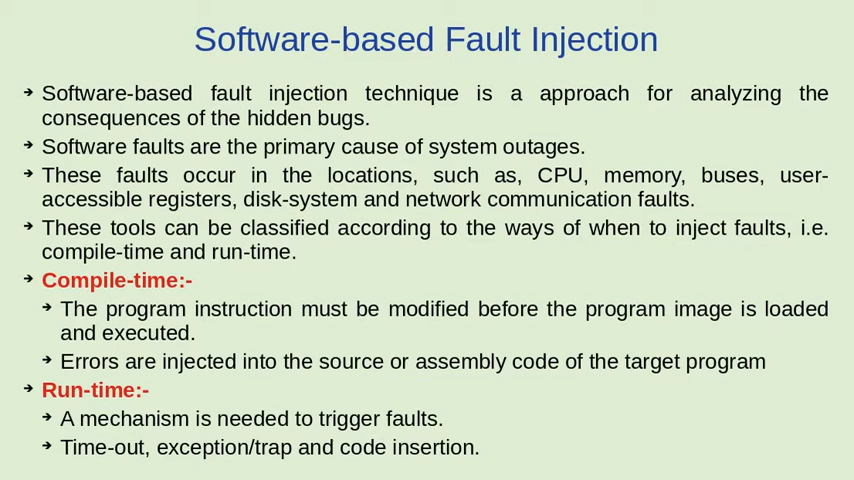 Software-based Fault Injection
➔ Software-based fault injection technique is a approach for analyzing the
consequences of the hidden bugs.
➔ Software faults are the primary cause of system outages.
➔ These faults occur in the locations, such as, CPU, memory, buses, user-
accessible registers, disk-system and network communication faults.
➔ These tools can be classified according to the ways of when to inject faults, i.e.
compile-time and run-time.
➔ Compile-time:-
➔ The program instruction must be modified before the program image is loaded
and executed.
➔ Errors are injected into the source or assembly code of the target program
➔ Run-time:-
➔ A mechanism is needed to trigger faults.
➔ Time-out, exception/trap and code insertion.